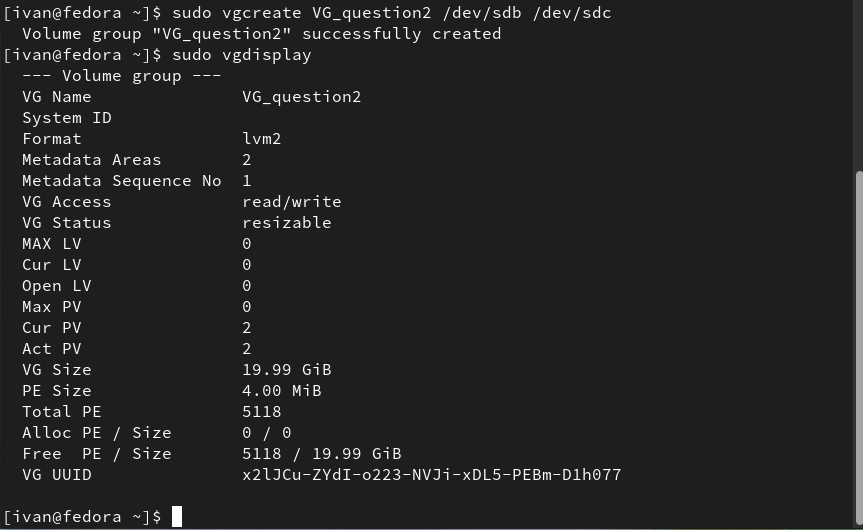 [ivan@fedora ~]$ sudo vgcreate VG_question2 /dev/sdb /dev/sdc
  Volume group "VG_question2" successfully created
[ivan@fedora ~]$ sudo vgdisplay
  --- Volume group ---
  VG Name               VG_question2
  System ID
  Format                lvm2
  Metadata Areas        2
  Metadata Sequence No  1
  VG Access             read/write
  VG Status             resizable
  MAX LV                0
  Cur LV                0
  Open LV               0
  Max PV                0
  Cur PV                2
  Act PV                2
  VG Size               19.99 GiB
  PE Size               4.00 MiB
  Total PE              5118
  Alloc PE / Size       0 / 0
  Free  PE / Size       5118 / 19.99 GiB
  VG UUID               x2lJCu-ZYdI-o223-NVJi-xDL5-PEBm-D1h077

[ivan@fedora ~]$